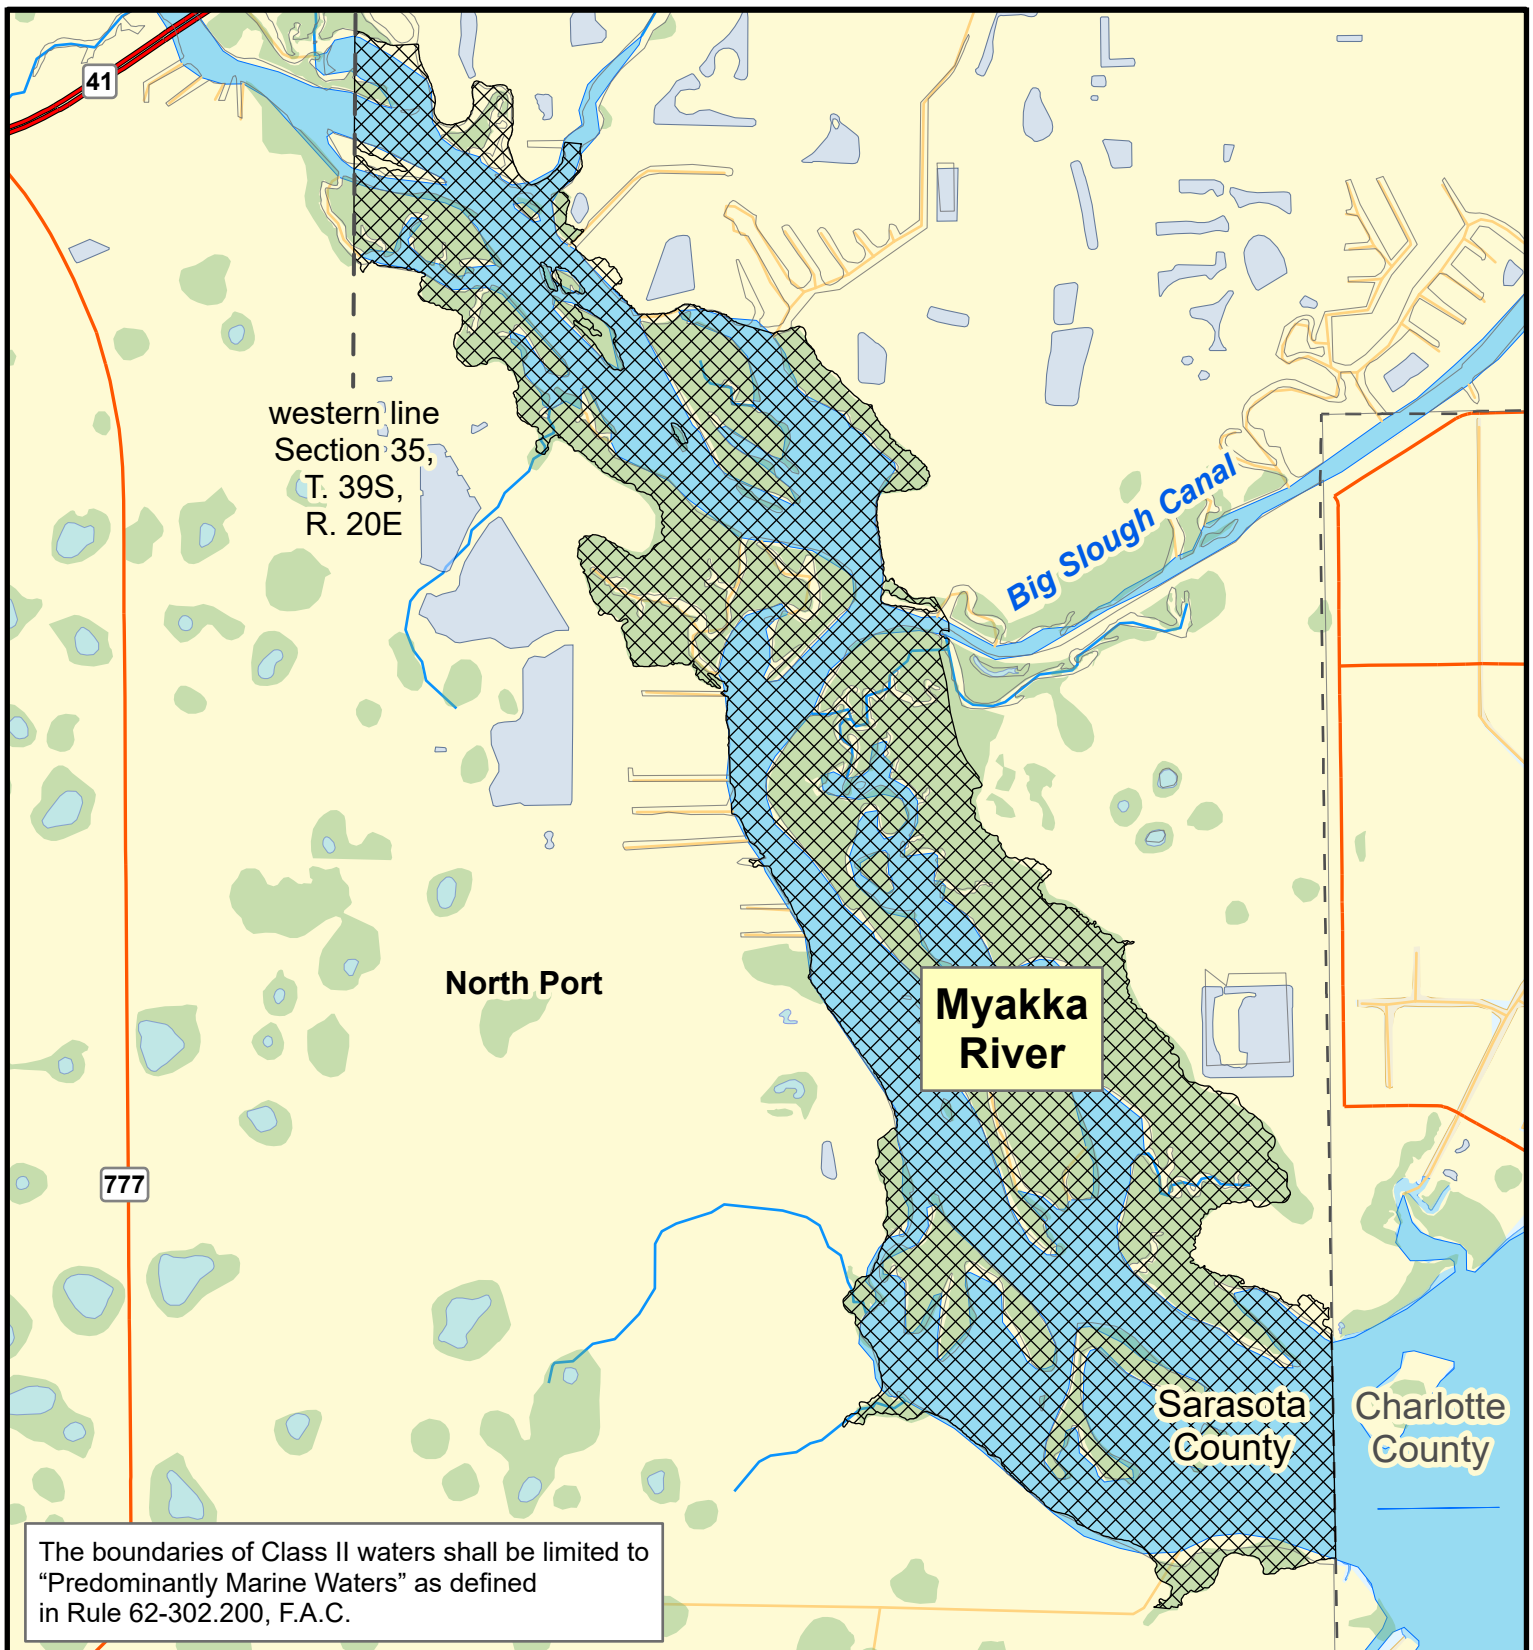 41
western line
Section 35,
T. 39S,
R. 20E
Big Slough Canal
North Port
Myakka
River
777
Sarasota
County
Charlotte
County
The boundaries of Class II waters shall be limited to
“Predominantly Marine Waters” as defined
in Rule 62-302.200, F.A.C.